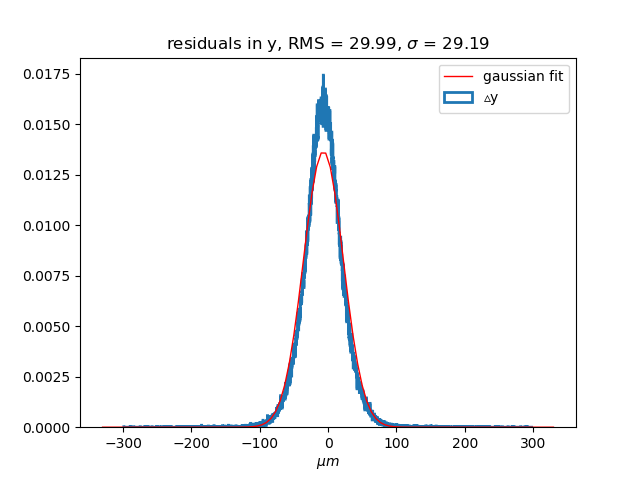 residuals in y, RMS = 29.99, σ = 29.19
gaussian fit
▵y
0.0175
0.0150
0.0125
0.0100
0.0075
0.0050
0.0025
0.0000
−300 −200 −100 0 100 200 300
μm